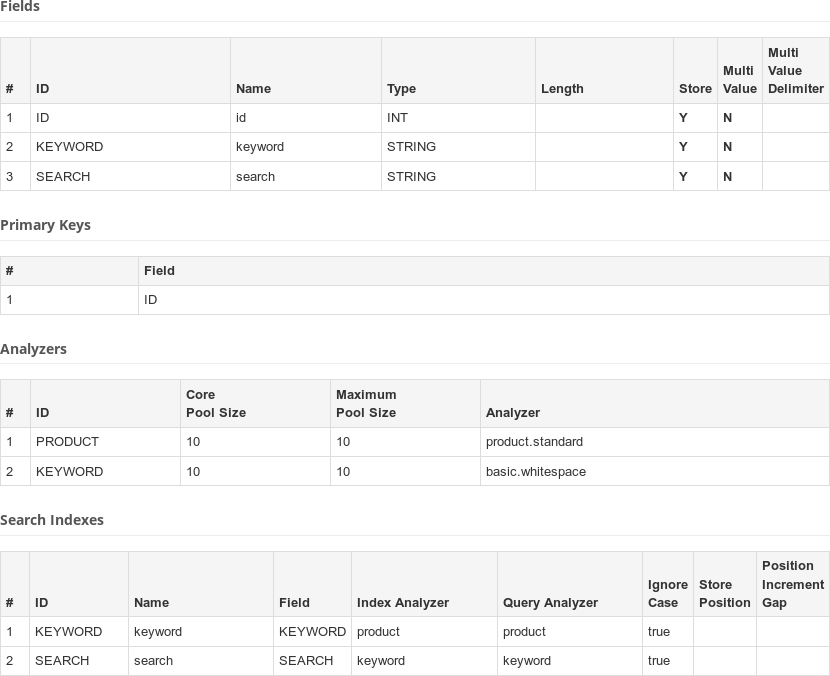 Fields
# ID Name Type Length Store Multi Value Multi Value Delimiter
1 ID id INT Y N
2 KEYWORD keyword STRING Y N
3 SEARCH search STRING Y N
Primary Keys
# Field
1 ID
Analyzers
# ID Core Pool Size Maximum Pool Size Analyzer
1 PRODUCT 10 10 product.standard
2 KEYWORD 10 10 basic.whitespace
Search Indexes
# ID Name Field Index Analyzer Query Analyzer Ignore Case Store Position Position Increment Gap
1 KEYWORD keyword KEYWORD product product true
2 SEARCH search SEARCH keyword keyword true